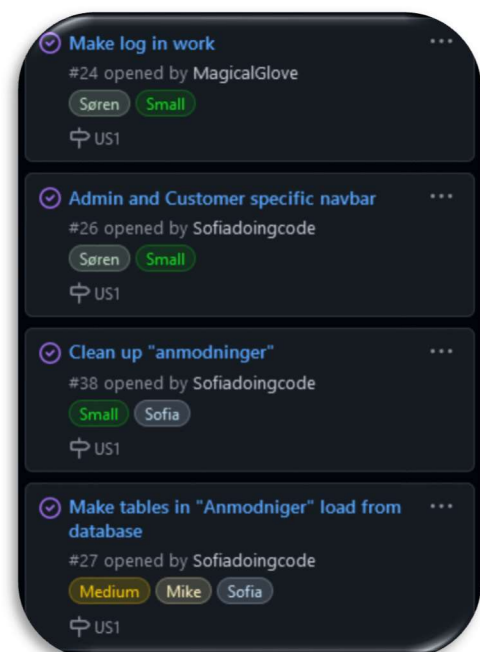 Make log in work
#24 opened by MagicalGlove
Søren Small
US1
Admin and Customer specific navbar
#26 opened by Sofiadoingcode
Søren Small
US1
Clean up "anmodninger"
#38 opened by Sofiadoingcode
Small Sofia
US1
Make tables in "Anmodniger" load from
database
#27 opened by Sofiadoingcode
Medium Mike Sofia
US1